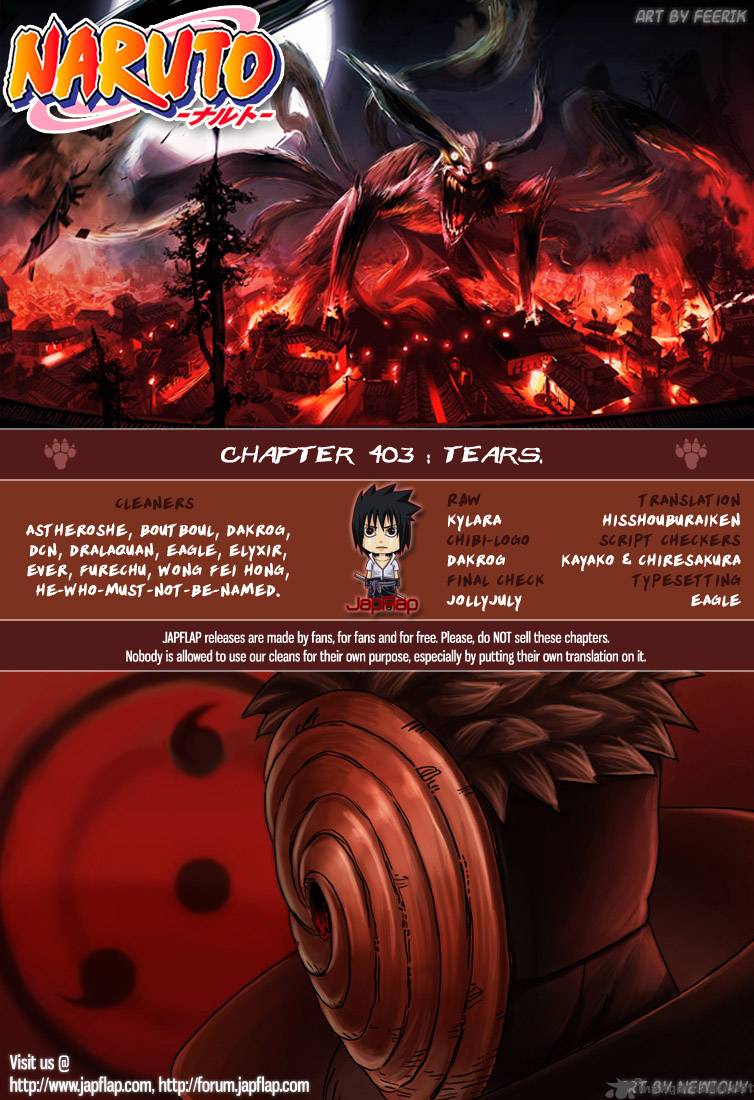 ART BY FEERIK
NARUTO
-ナルト-
CHAPTER 403 : TEARS.
CLEANERS
ASTHEROSHE, BOUTBOUL, DAKROG,
DCN, DRALAQUAN, EAGLE, ELYXIR,
EVER, FURECHU, WONG FEI HONG,
HE-WHO-MUST-NOT-BE-NAMED.
JapFlap
RAW
KYLARA
CHIBI-LOGO
DAKROG
FINAL CHECK
JOLLYJULY
TRANSLATION
HISSHOUBURAIKEN
SCRIPT CHECKERS
KAYAKO & CHIRESAKURA
TYPESETTING
EAGLE
JAPFLAP releases are made by fans, for fans and for free. Please, do NOT sell these chapters.
Nobody is allowed to use our cleans for their own purpose, especially by putting their own translation on it.
Visit us @
http://www.japflap.com, http://forum.japflap.com
ART BY